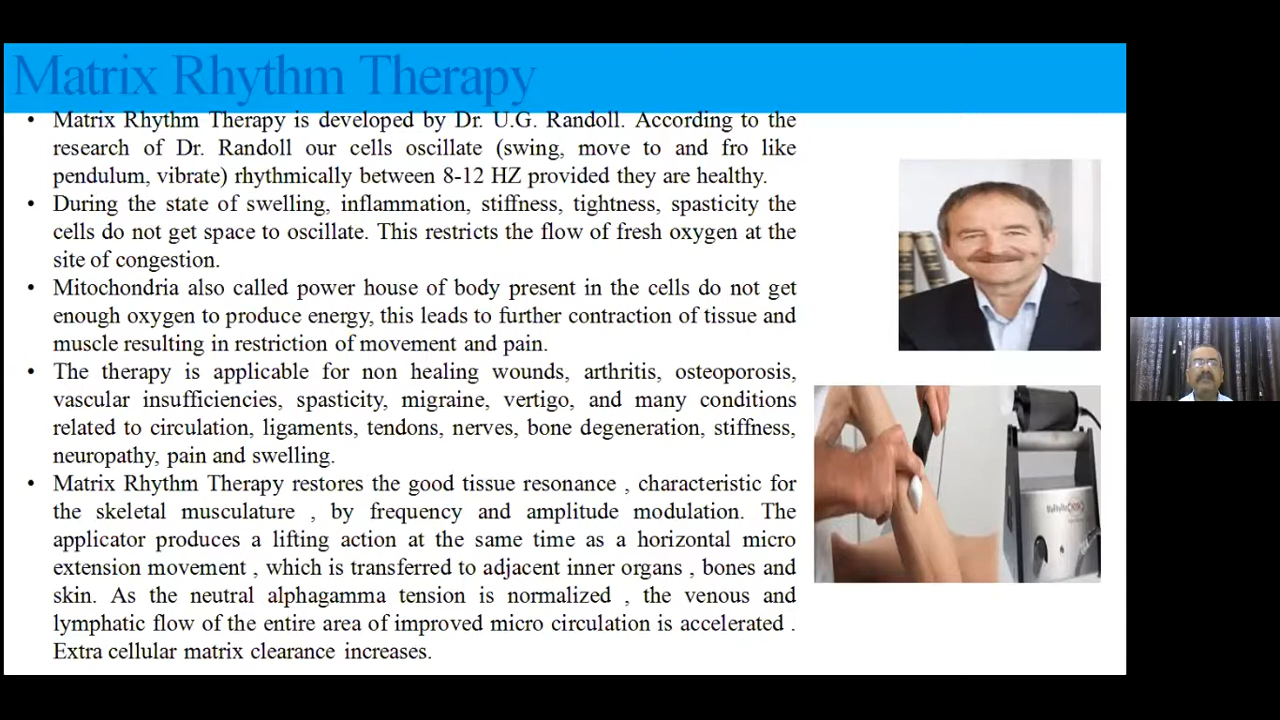 Matrix Rhythm Therapy
• Matrix Rhythm Therapy is developed by Dr. U.G. Randoll. According to the
research of Dr. Randoll our cells oscillate (swing, move to and fro like
pendulum, vibrate) rhythmically between 8-12 HZ provided they are healthy.
• During the state of swelling, inflammation, stiffness, tightness, spasticity the
cells do not get space to oscillate. This restricts the flow of fresh oxygen at the
site of congestion.
• Mitochondria also called power house of body present in the cells do not get
enough oxygen to produce energy, this leads to further contraction of tissue and
muscle resulting in restriction of movement and pain.
• The therapy is applicable for non healing wounds, arthritis, osteoporosis,
vascular insufficiencies, spasticity, migraine, vertigo, and many conditions
related to circulation, ligaments, tendons, nerves, bone degeneration, stiffness,
neuropathy, pain and swelling.
• Matrix Rhythm Therapy restores the good tissue resonance , characteristic for
the skeletal musculature , by frequency and amplitude modulation. The
applicator produces a lifting action at the same time as a horizontal micro
extension movement , which is transferred to adjacent inner organs , bones and
skin. As the neutral alphagamma tension is normalized , the venous and
lymphatic flow of the entire area of improved micro circulation is accelerated .
Extra cellular matrix clearance increases.